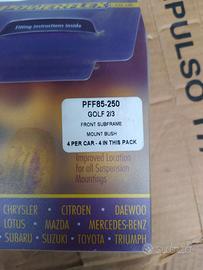 POWERFLEX
Fitting Instructions Inside
PULSO
PFF85-250
GOLF 2/3
FRONT SUBFRAME
MOUNT BUSH
4 PER CAR - 4 IN THIS PACK
Improved Location
for all Suspension
Mountings
CHRYSLER • CITROEN • DAEWOO
LOTUS • MAZDA • MERCEDES-BENZ
SUBARU • SUZUKI • TOYOTA • TRIUMPH